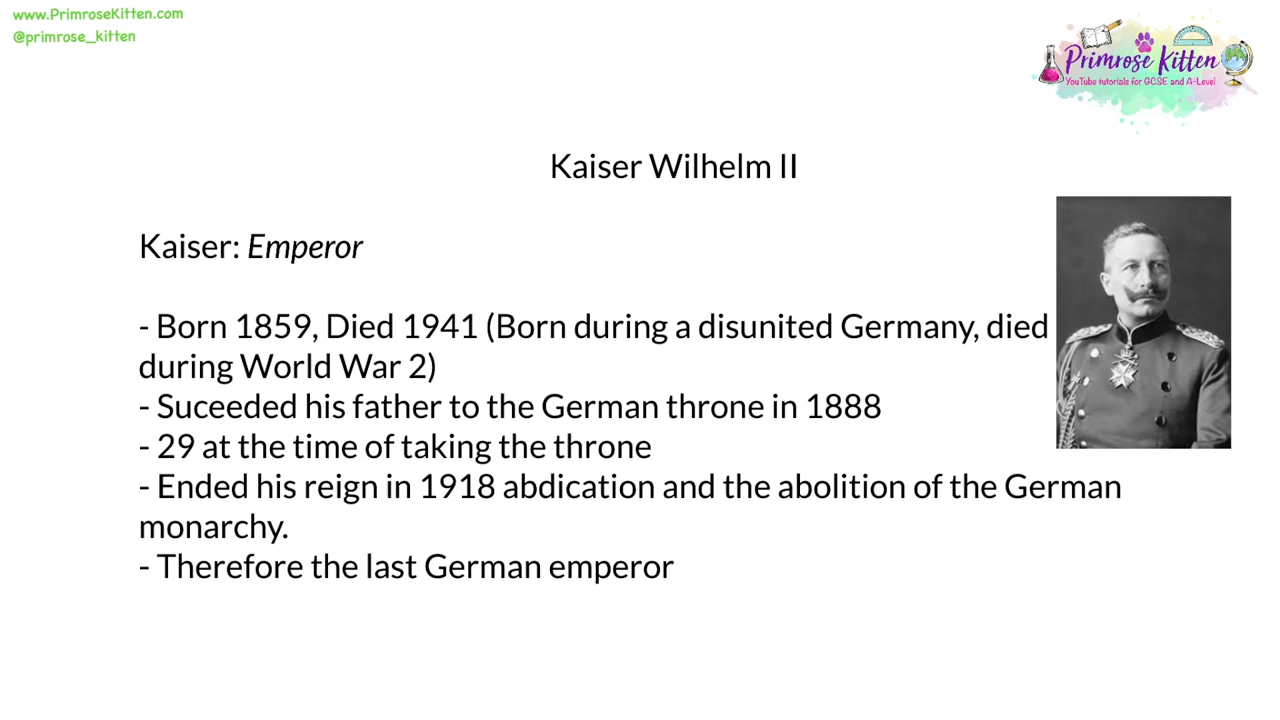 www.PrimroseKitten.com
@primrose_kitten
Primrose Kitten
YouTube tutorials for GCSE and A-Level
Kaiser Wilhelm II
Kaiser: Emperor
- Born 1859, Died 1941 (Born during a disunited Germany, died
during World War 2)
- Suceeded his father to the German throne in 1888
- 29 at the time of taking the throne
- Ended his reign in 1918 abdication and the abolition of the German
monarchy.
- Therefore the last German emperor